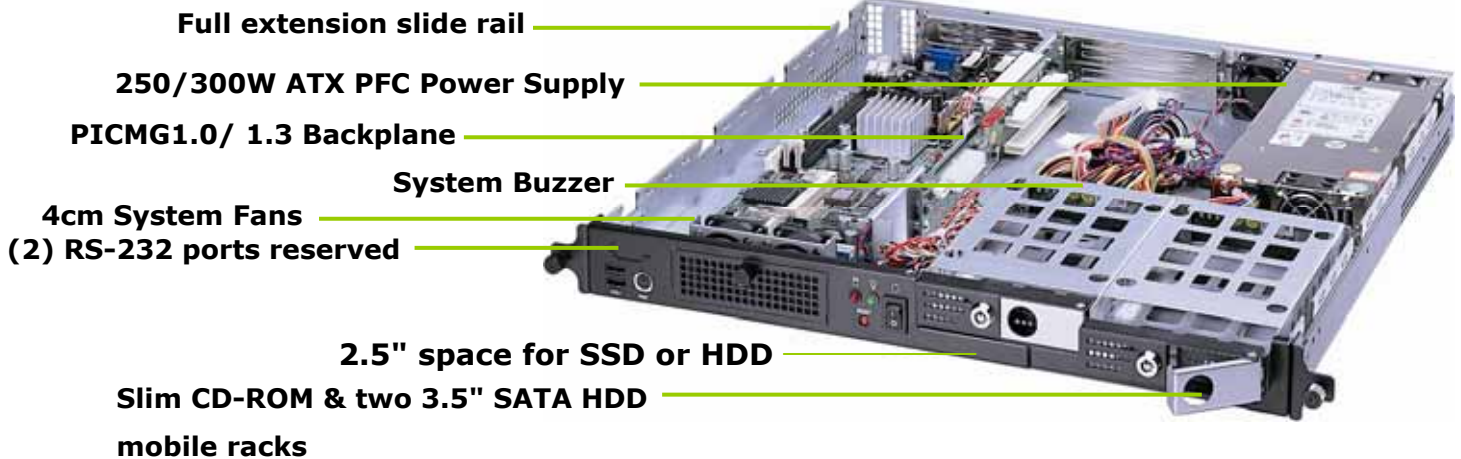 Full extension slide rail
250/300W ATX PFC Power Supply
PICMG1.0/ 1.3 Backplane
System Buzzer
4cm System Fans
(2) RS-232 ports reserved
2.5" space for SSD or HDD
Slim CD-ROM & two 3.5" SATA HDD
mobile racks